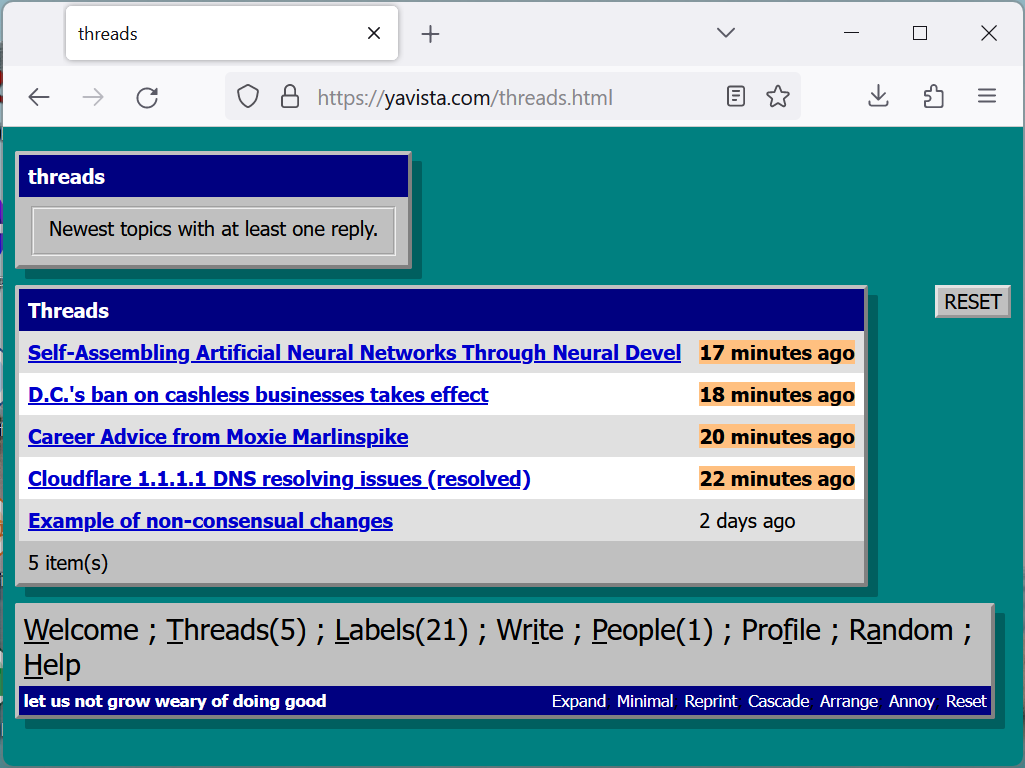 threads
https://yavista.com/threads.html
threads
Newest topics with at least one reply.
RESET
Threads
Self-Assembling Artificial Neural Networks Through Neural Devel 17 minutes ago
D.C.'s ban on cashless businesses takes effect 18 minutes ago
Career Advice from Moxie Marlinspike 20 minutes ago
Cloudflare 1.1.1.1 DNS resolving issues (resolved) 22 minutes ago
Example of non-consensual changes 2 days ago
5 item(s)
Welcome ; Threads(5) ; Labels(21) ; Write ; People(1) ; Profile ; Random ;
Help
let us not grow weary of doing good Expand Minimal Reprint Cascade Arrange Annoy Reset